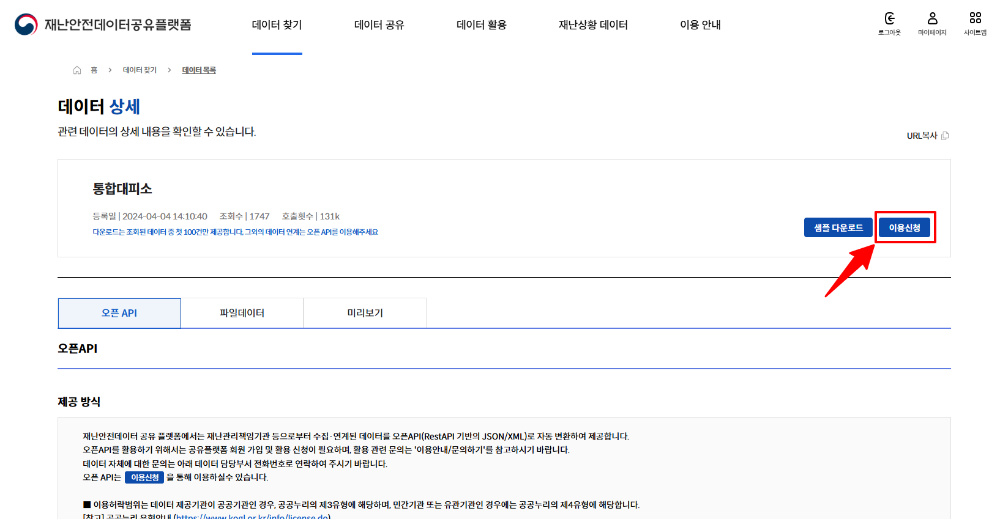 재난안전데이터공유플랫폼
데이터 찾기 데이터 공유 데이터 활용 재난상황 데이터 이용 안내
로그아웃 마이페이지 사이트맵
홈 > 데이터 찾기 > 데이터 목록
데이터 상세
관련 데이터의 상세 내용을 확인할 수 있습니다.
URL복사
통합대피소
등록일 | 2024-04-04 14:10:40 조회수 | 1747 호출횟수 | 131k
다운로드는 조회된 데이터 중 첫 100건만 제공합니다, 그외의 데이터 연계는 오픈 API를 이용해주세요
샘플 다운로드 이용신청
오픈 API 파일데이터 미리보기
오픈API
제공 방식
재난안전데이터 공유 플랫폼에서는 재난관리책임기관 등으로부터 수집·연계된 데이터를 오픈API(RestAPI 기반의 JSON/XML)로 자동 변환하여 제공합니다.
오픈API를 활용하기 위해서는 공유플랫폼 회원 가입 및 활용 신청이 필요하며, 활용 관련 문의는 '이용안내/문의하기'를 참고하시기 바랍니다.
데이터 자체에 대한 문의는 아래 데이터 담당부서 전화번호로 연락하여 주시기 바랍니다.
오픈 API는 이용신청 을 통해 이용하실수 있습니다.
■ 이용허락범위는 데이터 제공기관이 공공기관인 경우, 공공누리의 제3유형에 해당하며, 민간기관 또는 유관기관인 경우에는 공공누리의 제4유형에 해당합니다.
[참고] 공공누리 유형안내 (https://www.kogl.or.kr/info/license.do)